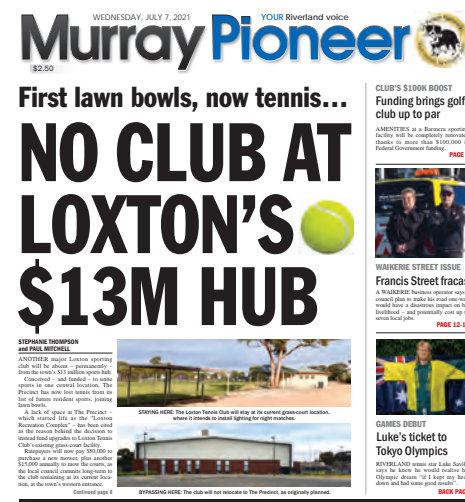 WEDNESDAY, JULY 7, 2021
YOUR Riverland voice
Murray Pioneer
$2.50
First lawn bowls, now tennis...
NO CLUB AT
LOXTON'S
$13M HUB
STEPHANIE THOMPSON
and PAUL MITCHELL
ANOTHER major Loxton sporting
club will be absent – permanently –
from the town's $13 million sports hub.
Conceived – and funded – to unite
sports in one central location, The
Precinct has now lost tennis from its
list of future resident sports, joining
lawn bowls.
A lack of space at The Precinct –
which started life as the "Loxton
Recreation Complex" – has been cited
as the reason behind the decision to
instead fund upgrades to Loxton Tennis
Club's existing grass-court facility.
Ratepayers will now pay $90,000 to
purchase a new mower, plus another
$15,000 annually to mow the courts, as
the local council commits long-term to
the club remaining at its current loca-
tion, at the town's western entrance.
Continued page 9
STAYING HERE: The Loxton Tennis Club will stay at its current grass-court location,
where it intends to install lighting for night matches.
BYPASSING HERE: The club will not relocate to The Precinct, as originally planned.
CLUB'S $100K BOOST
Funding brings golf
club up to par
AMENITIES at a Barmera sportin
facility will be completely renovate
thanks to more than $100,000
Federal Government funding.
PAGE
WAIKERIE STREET ISSUE
Francis Street fracas
A WAIKERIE business operator says
council plan to make his road one-wa
would have a disastrous impact on h
livelihood – and potentially cost up
seven local jobs.
PAGE 12-1
GAMES DEBUT
Luke's ticket to
Tokyo Olympics
RIVERLAND tennis star Luke Savil
says he knew he would realise h
Olympic dream "if I kept my hea
down and had some good results"
BACK PAG